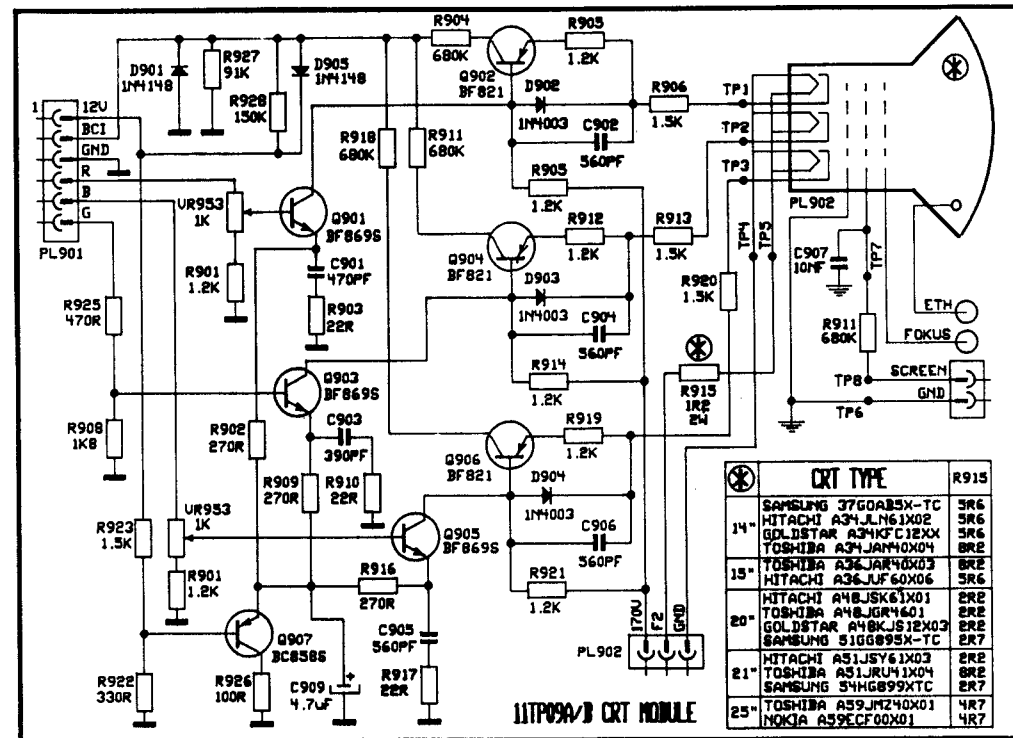 R904
680K
R905
1.2K
Q902
BF821
D901
1N4148
R927
91K
D905
1N4148
R928
150K
D902
1N4003
R906
1.5K
C902
560PF
TP1
TP2
TP3
1
12V
BCI
GND
R
B
G
PL901
R918
680K
R911
680K
R905
1.2K
VR953
1K
Q901
BF869S
C901
470PF
R903
22R
R901
1.2K
R912
1.2K
R913
1.5K
Q904
BF821
D903
1N4003
C904
560PF
PL902
TP4
TP5
C907
10NF
TP7
R920
1.5K
R925
470R
R914
1.2K
R915
1R2
2W
R911
680K
ETH
FOKUS
SCREEN
TP8
GND
TP6
Q903
BF869S
C903
390PF
R908
1K8
R902
270R
R909
270R
R910
22R
Q906
BF821
R919
1.2K
D904
1N4003
C906
560PF
R923
1.5K
VR953
1K
Q905
BF869S
R901
1.2K
R916
270R
R921
1.2K
C905
560PF
R917
22R
Q907
BC858S
R922
330R
R926
100R
C909
4.7uF
+
170V
F2
GND
PL902
11TP09A/B CRT MODULE
CRT TYPE R915
14" SAMSUNG 37GOAB5X-TC 5R6
HITACHI A34JLN61X02 5R6
GOLDSTAR A34KFC12XX 5R6
TOSHIBA A34JAN40X04 8R2
15" TOSHIBA A36JAR40X03 8R2
HITACHI A36JUF60X06 5R6
20" HITACHI A48JSK61X01 2R2
TOSHIBA A48JGR4601 2R2
GOLDSTAR A48KJS12X03 2R2
SAMSUNG 51GG895X-TC 2R7
21" HITACHI A51JSY61X03 2R2
TOSHIBA A51JRU41X04 8R2
SAMSUNG 54HG899XTC 2R7
25" TOSHIBA A59JMZ40X01 4R7
NOKIA A59ECF00X01 4R7